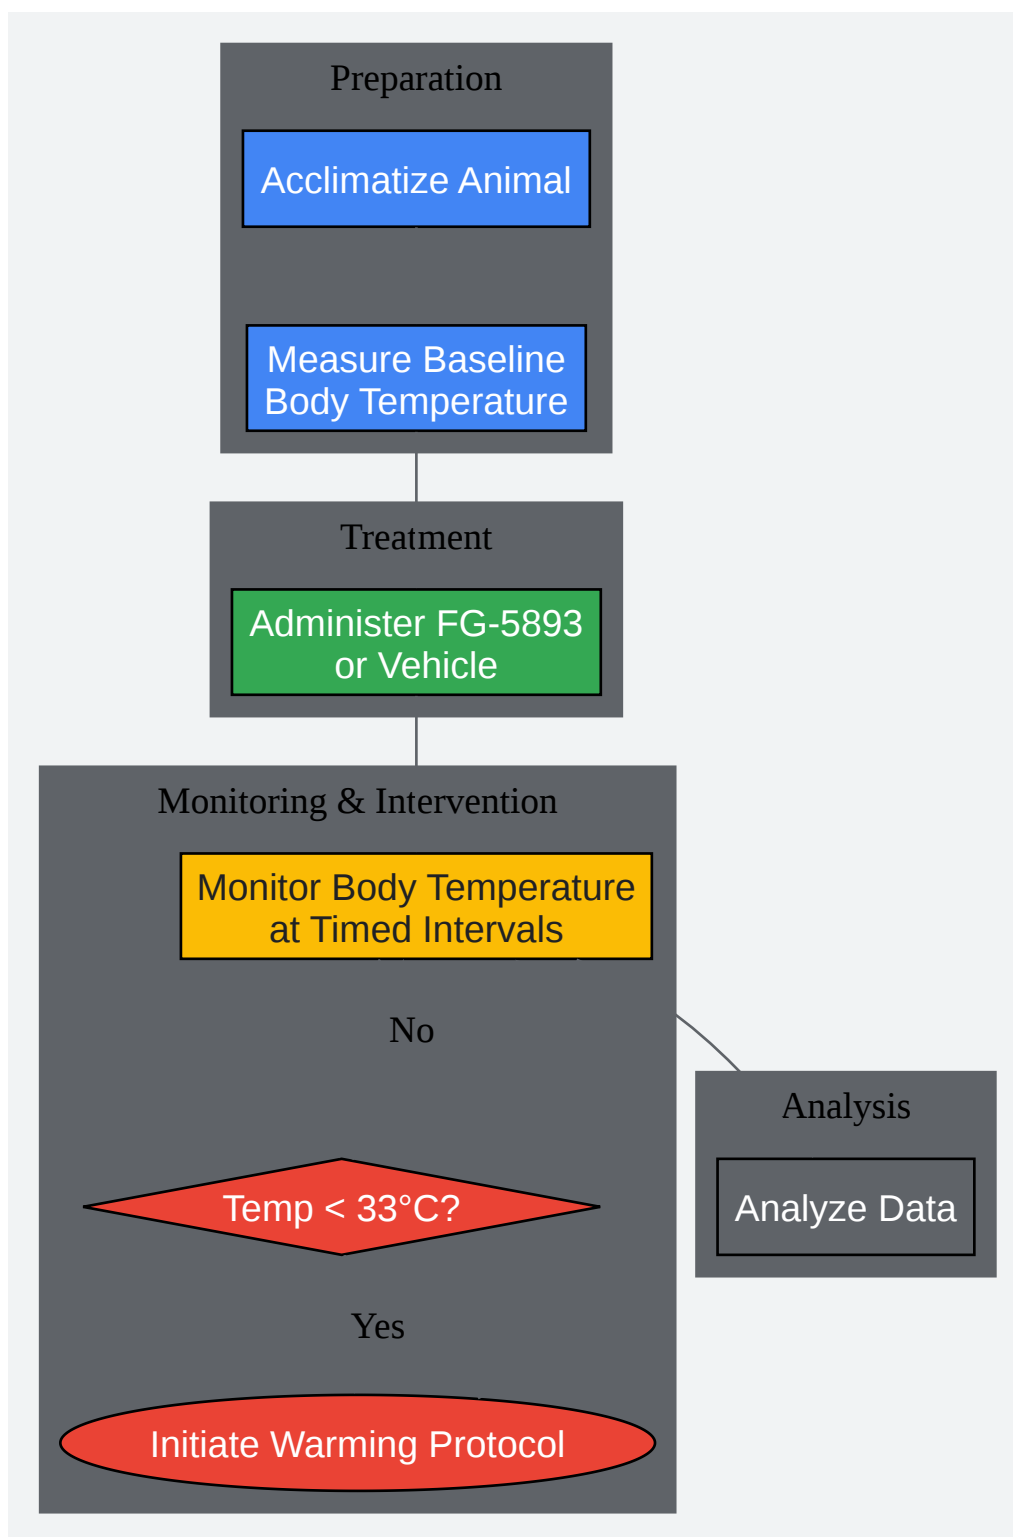 Preparation
Acclimatize Animal
Measure Baseline
Body Temperature
Treatment
Administer FG-5893
or Vehicle
Monitoring & Intervention
Monitor Body Temperature
at Timed Intervals
No
Analysis
Temp < 33°C?
Analyze Data
Yes
Initiate Warming Protocol